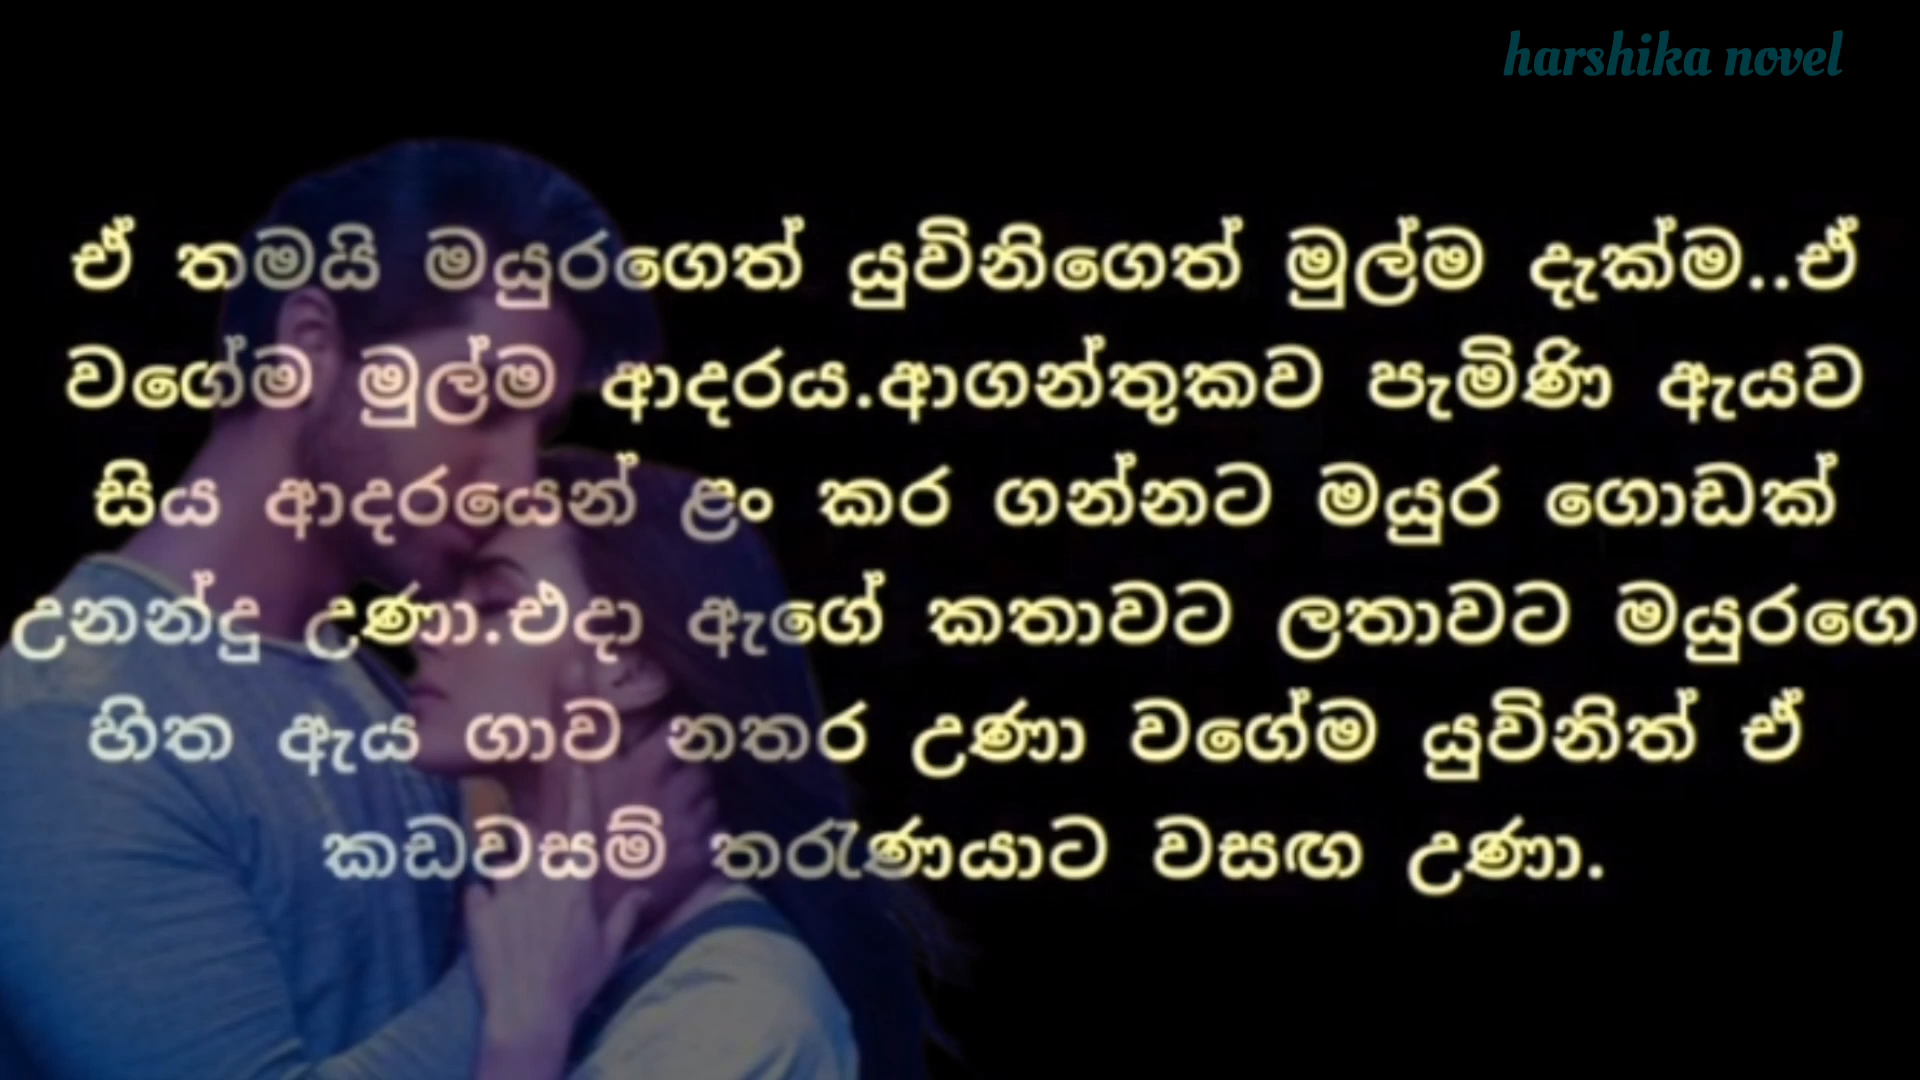 harshika novel
ඒ තමයි මයුරගෙත් යුවිනිගෙත් මුල්ම දැක්ම..ඒ
වගේම මුල්ම ආදරය.ආගන්තුකව පැමිණි ඇයව
සිය ආදරයෙන් ළං කර ගන්නට මයුර ගොඩක්
උනන්දු උණා.එදා ඇගේ කතාවට ලතාවට මයුරගෙ
හිත ඇය ගාව නතර උණා වගේම යුවිනිත් ඒ
කඩවසම් තරැණයාට වසඟ උණා.